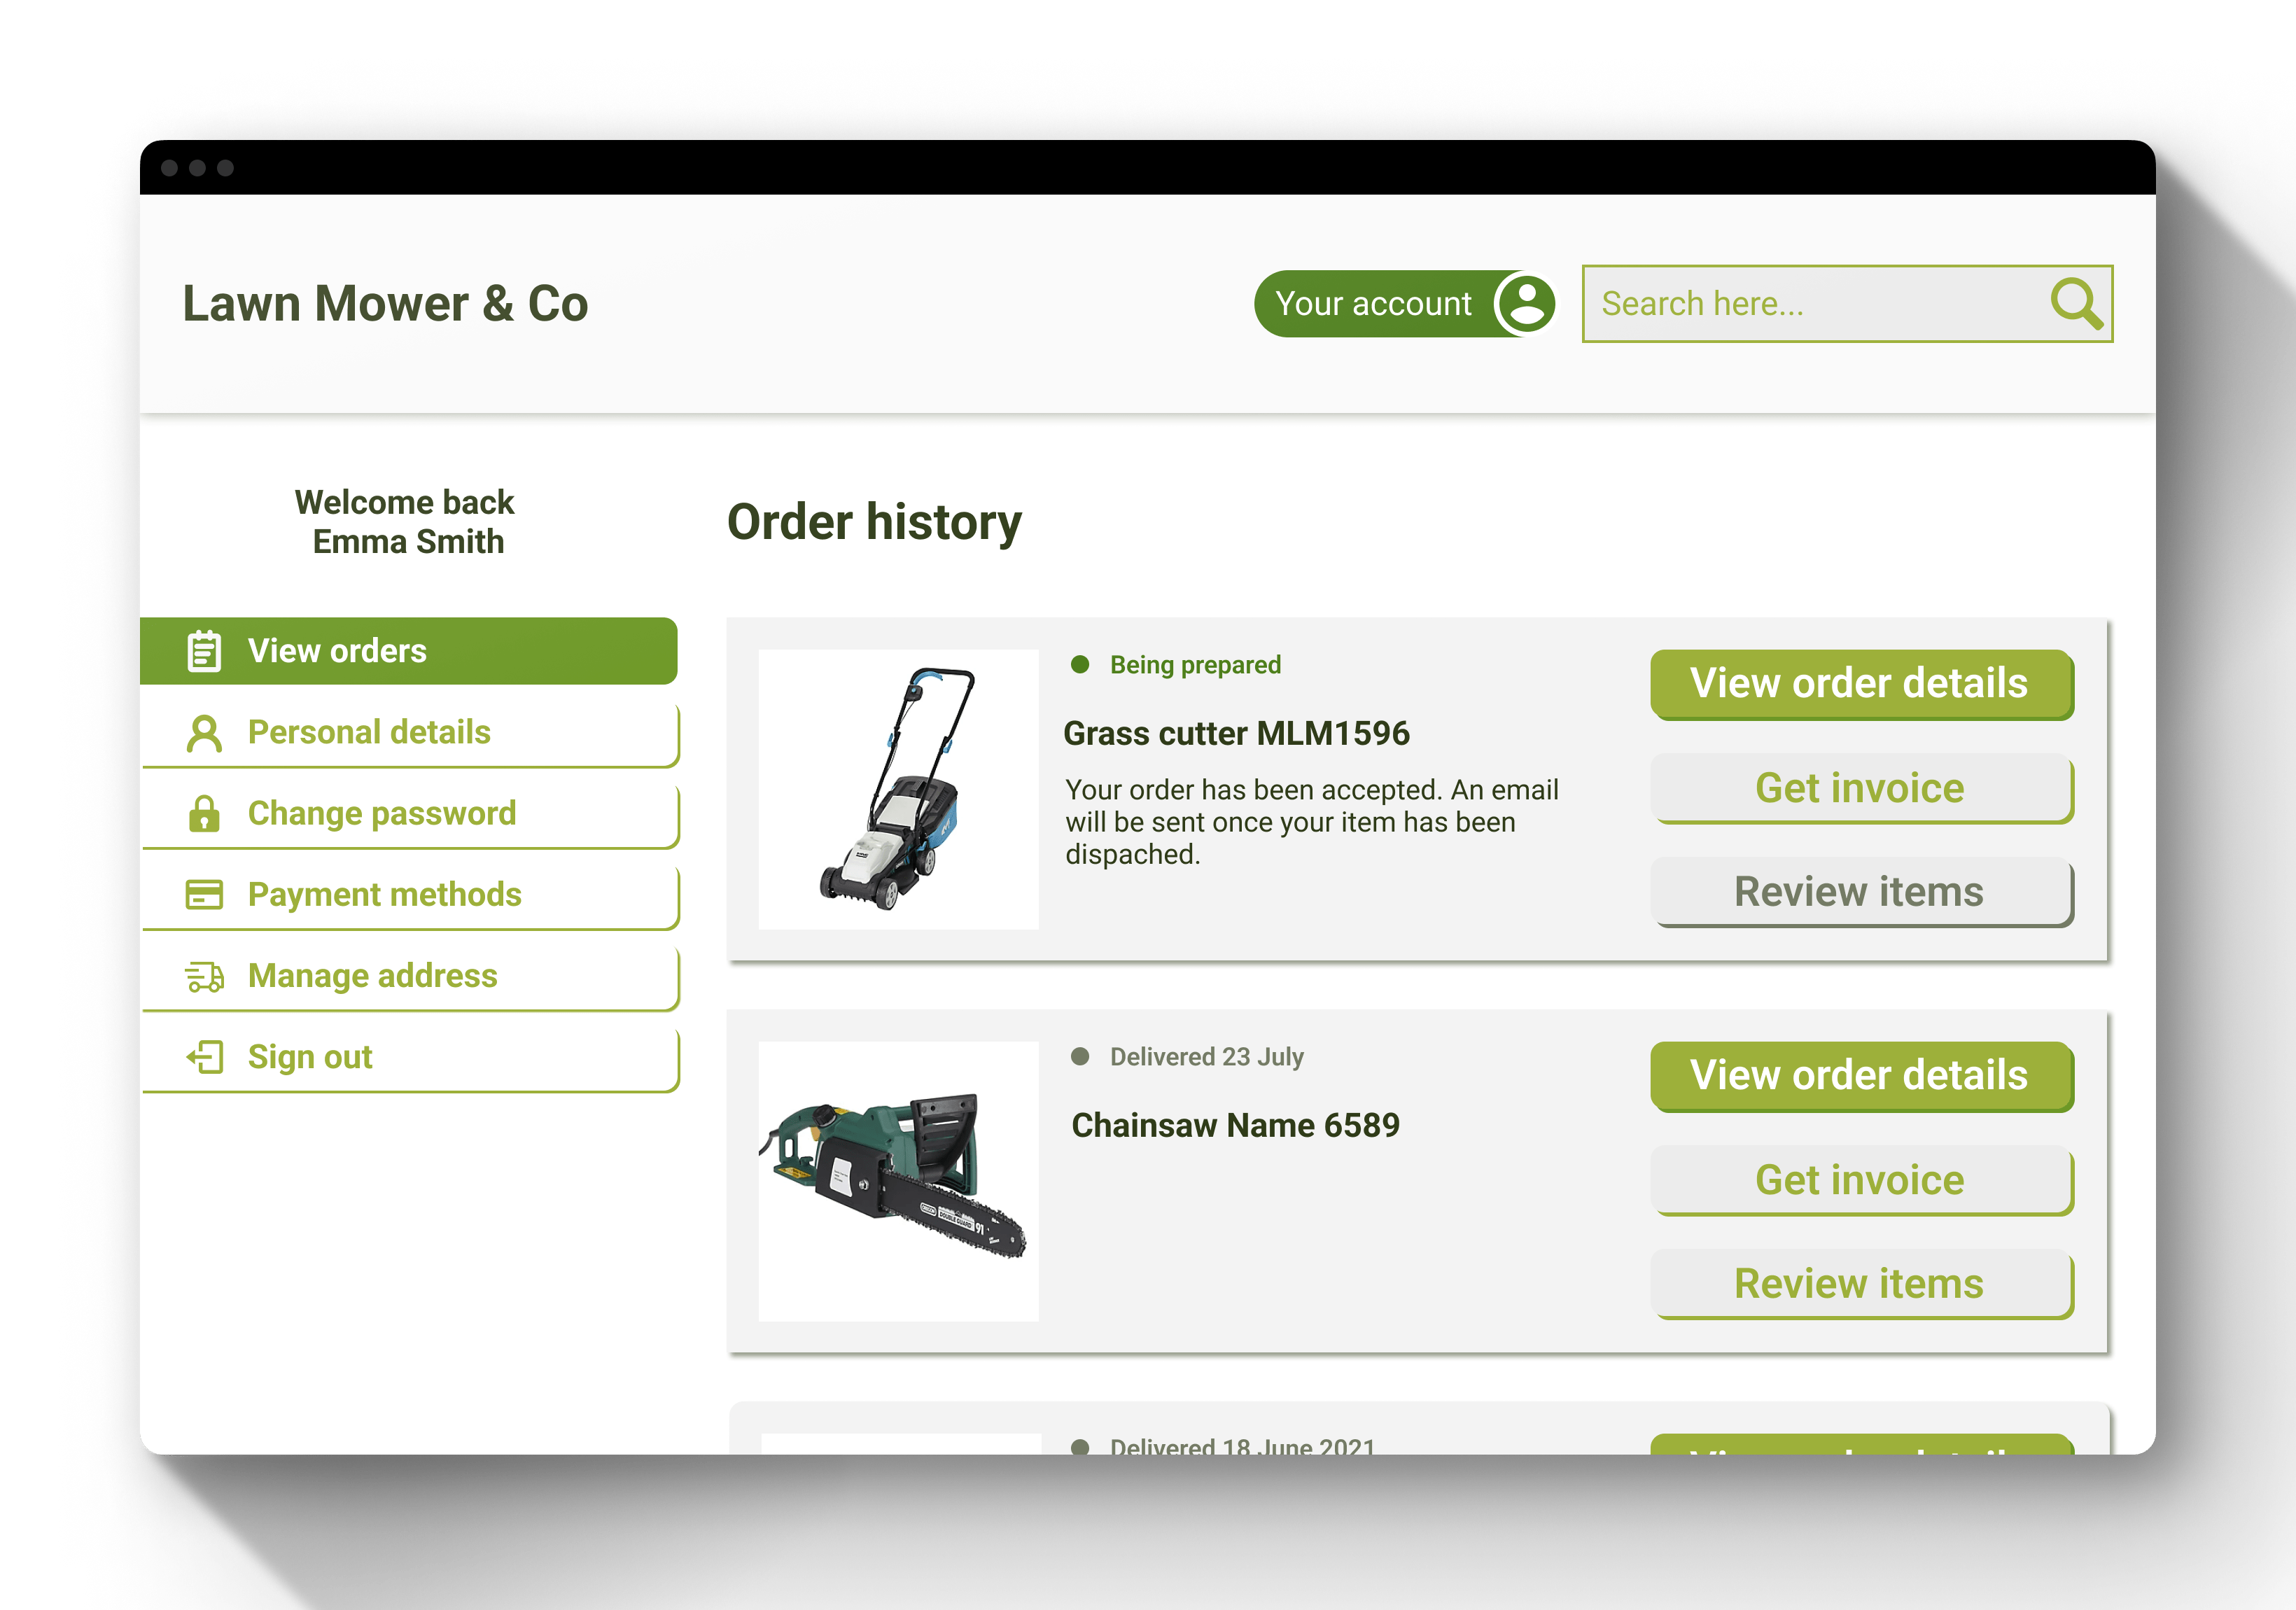 Lawn Mower & Co
Your account
Search here...
Welcome back
Emma Smith
View orders
Personal details
Change password
Payment methods
Manage address
Sign out
Order history
Being prepared
Grass cutter MLM1596
Your order has been accepted. An email
will be sent once your item has been
dispached.
View order details
Get invoice
Review items
Delivered 23 July
Chainsaw Name 6589
DOUBLE GUARD 91
View order details
Get invoice
Review items
Delivered 18 June 2021